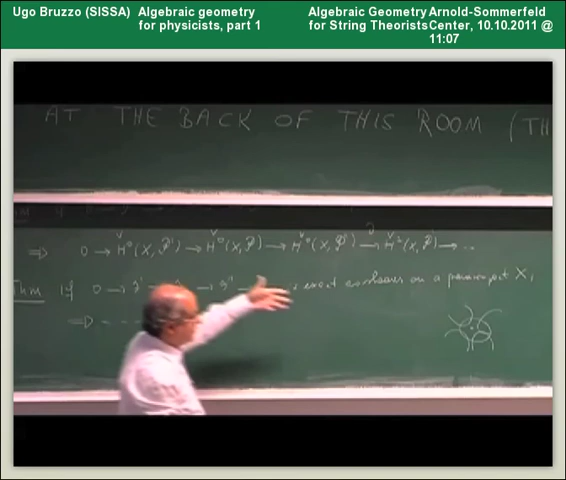 Ugo Bruzzo (SISSA)
Algebraic geometry
for physicists, part 1
Algebraic Geometry
for String Theorists
Arnold-Sommerfeld
Center, 10.10.2011 @
11:07
AT THE BACK OF THIS ROOM (TH
⇒ 0 → Ȟ⁰(X, P') → Ȟ⁰(X, P) → Ȟ⁰(X, P'') → Ȟ¹(X, P') → ...
Thm If 0 → → exact on a paracompact X,
⇒ ---